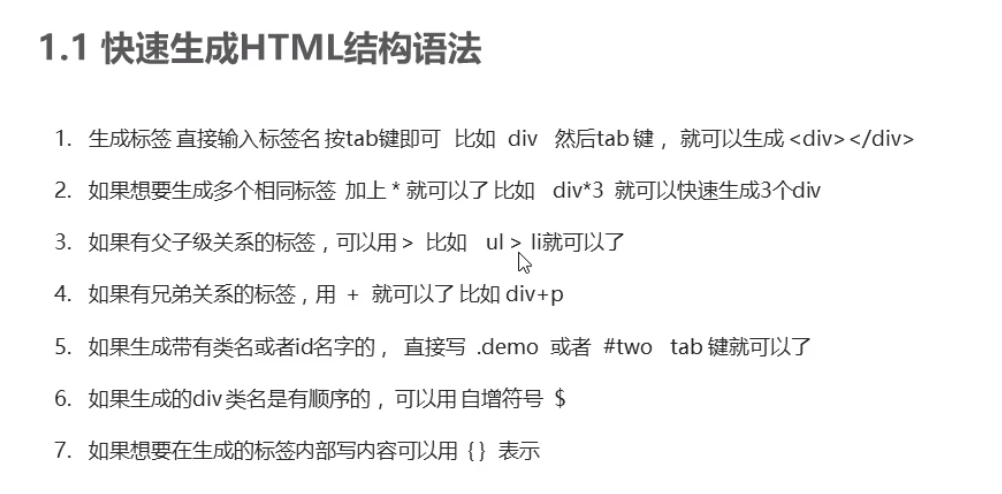 1.1 快速生成HTML结构语法
1. 生成标签 直接输入标签名 按tab键即可 比如 div 然后tab 键， 就可以生成 <div></div>
2. 如果想要生成多个相同标签 加上 * 就可以了 比如 div*3 就可以快速生成3个div
3. 如果有父子级关系的标签，可以用 > 比如 ul > li就可以了
4. 如果有兄弟关系的标签，用 + 就可以了 比如 div+p
5. 如果生成带有类名或者id名字的， 直接写 .demo 或者 #two tab 键就可以了
6. 如果生成的div 类名是有顺序的， 可以用 自增符号 $
7. 如果想要在生成的标签内部写内容可以用 { } 表示